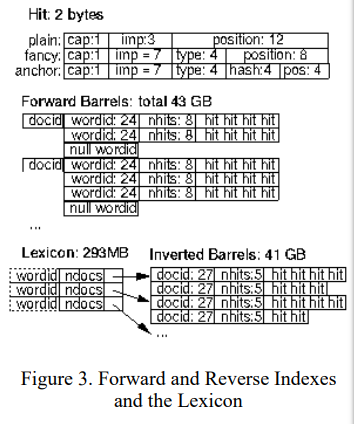 Hit: 2 bytes
plain: cap:1 imp:3 position: 12
fancy: cap:1 imp = 7 type: 4 position: 8
anchor: cap:1 imp = 7 type: 4 hash:4 pos: 4
Forward Barrels: total 43 GB
docid wordid: 24 nhits: 8 hit hit hit hit
wordid: 24 nhits: 8 hit hit hit hit
null wordid
docid wordid: 24 nhits: 8 hit hit hit hit
wordid: 24 nhits: 8 hit hit hit hit
wordid: 24 nhits: 8 hit hit hit hit
null wordid
...
Lexicon: 293MB Inverted Barrels: 41 GB
wordid ndocs docid: 27 nhits:5 hit hit hit hit
wordid ndocs docid: 27 nhits:5 hit hit hit
wordid ndocs docid: 27 nhits:5 hit hit hit hit
docid: 27 nhits:5 hit hit
...
Figure 3. Forward and Reverse Indexes
and the Lexicon